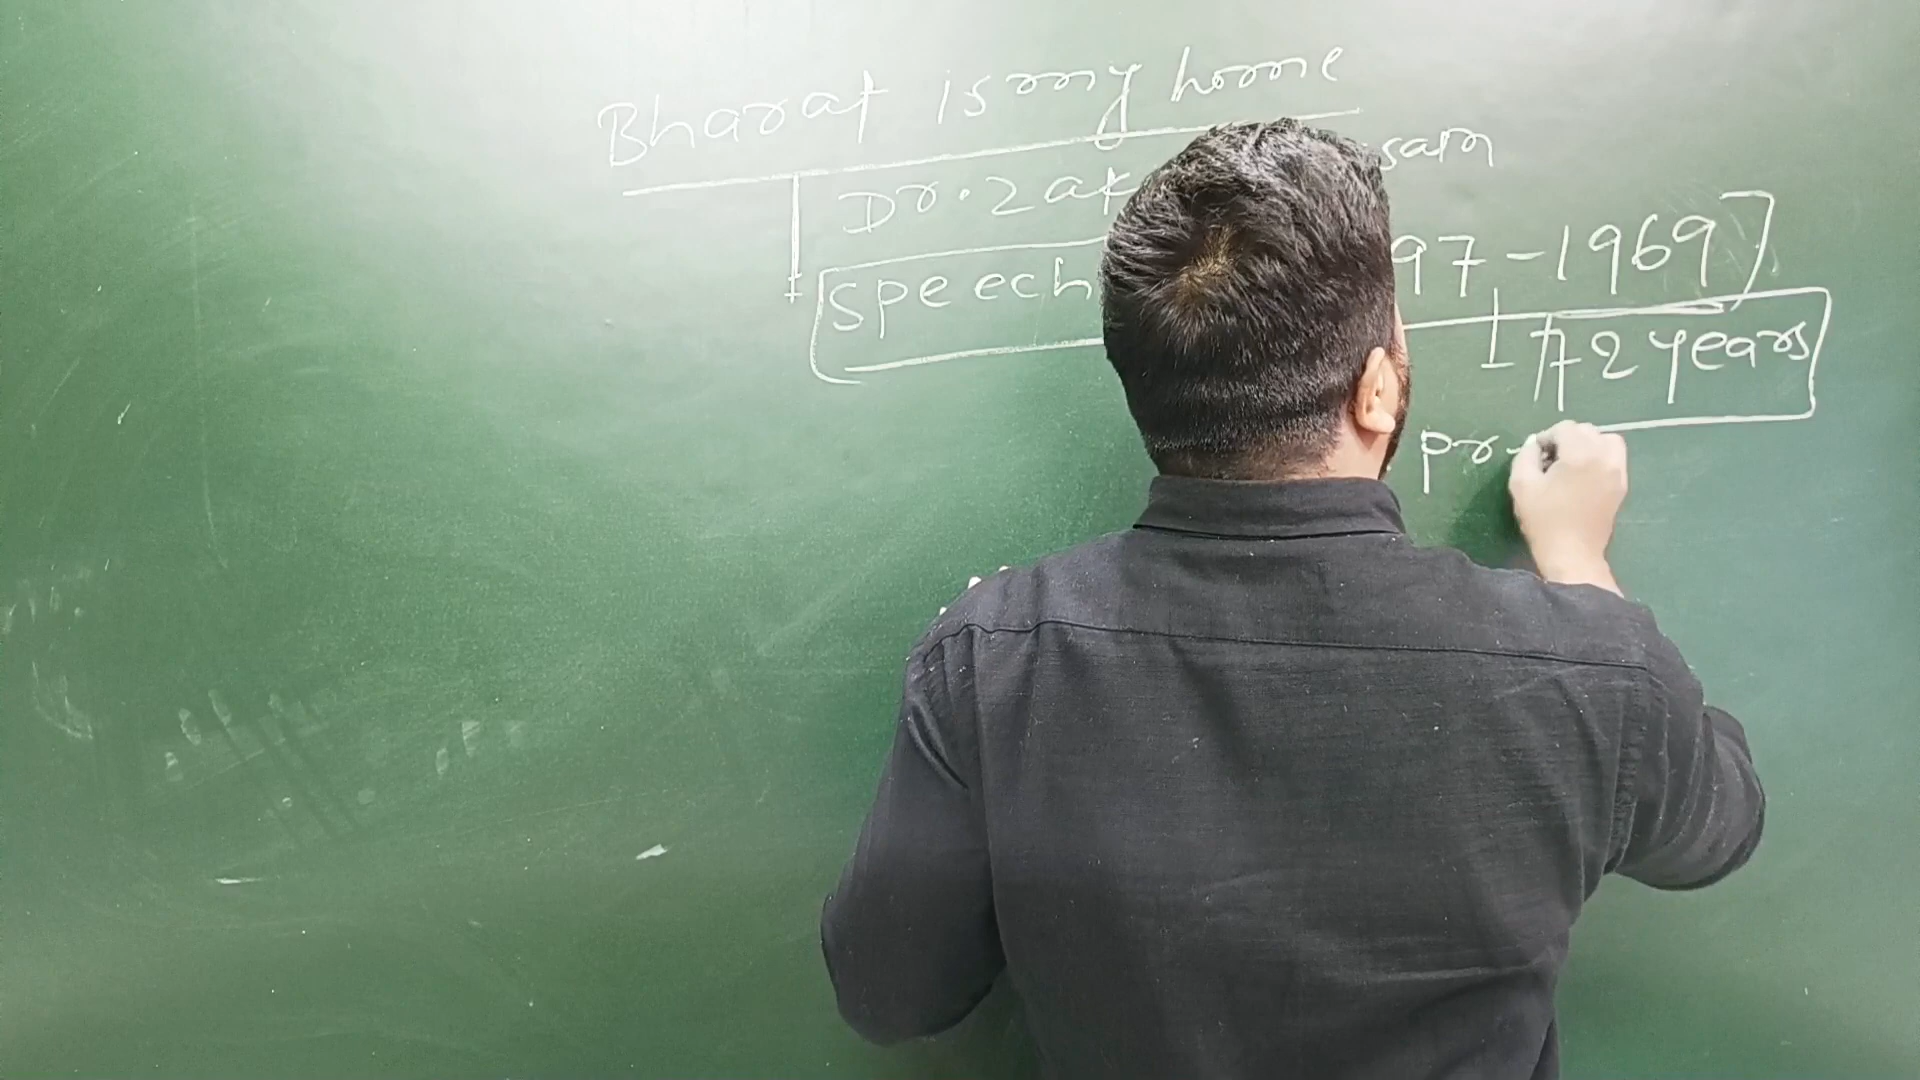 Bharat is my home
Dr. Zak sain
speech 97-1969]
72 years
pr